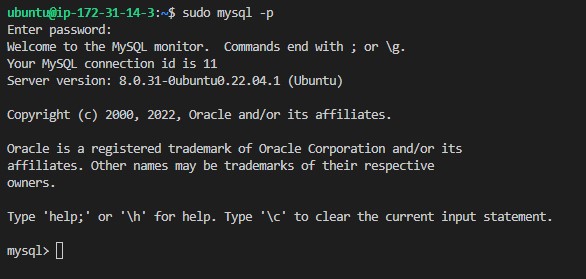 ubuntu@ip-172-31-14-3:~$ sudo mysql -p
Enter password:
Welcome to the MySQL monitor.  Commands end with ; or \g.
Your MySQL connection id is 11
Server version: 8.0.31-0ubuntu0.22.04.1 (Ubuntu)

Copyright (c) 2000, 2022, Oracle and/or its affiliates.

Oracle is a registered trademark of Oracle Corporation and/or its
affiliates. Other names may be trademarks of their respective
owners.

Type 'help;' or '\h' for help. Type '\c' to clear the current input statement.

mysql>